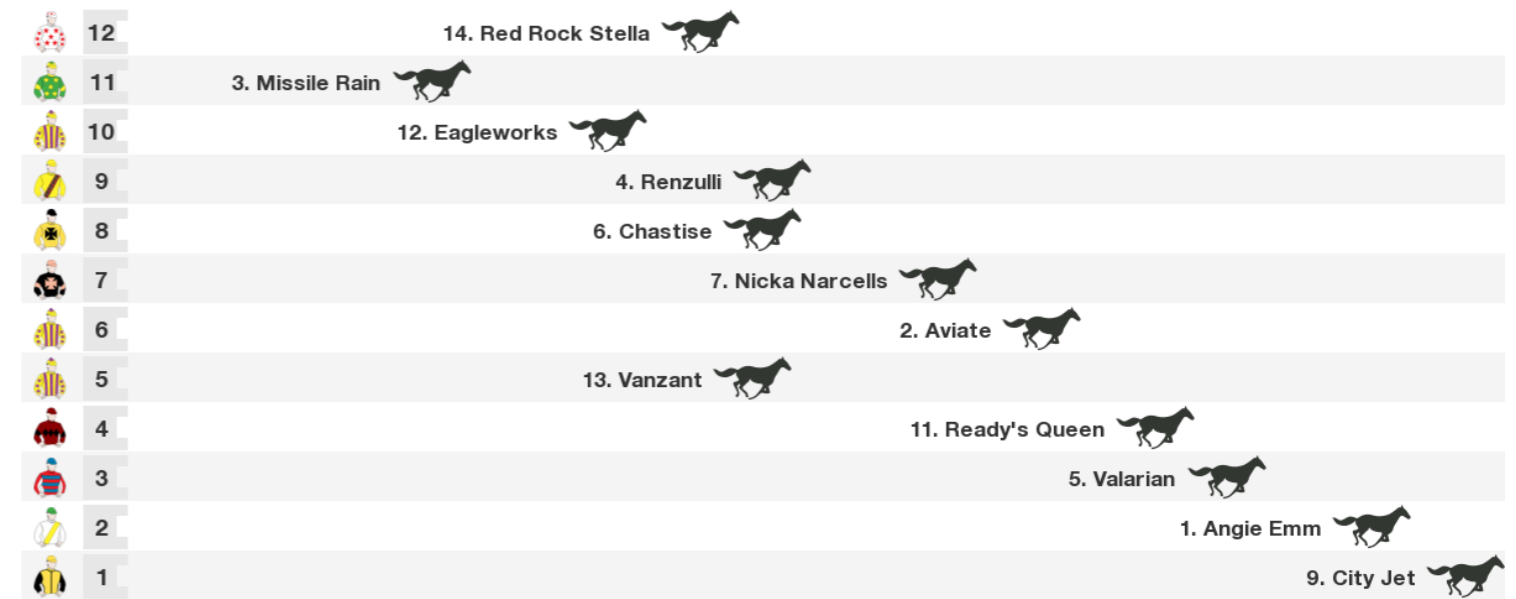 12 14. Red Rock Stella
11 3. Missile Rain
10 12. Eagleworks
9 4. Renzulli
8 6. Chastise
7 7. Nicka Narcells
6 2. Aviate
5 13. Vanzant
4 11. Ready's Queen
3 5. Valarian
2 1. Angie Emm
1 9. City Jet